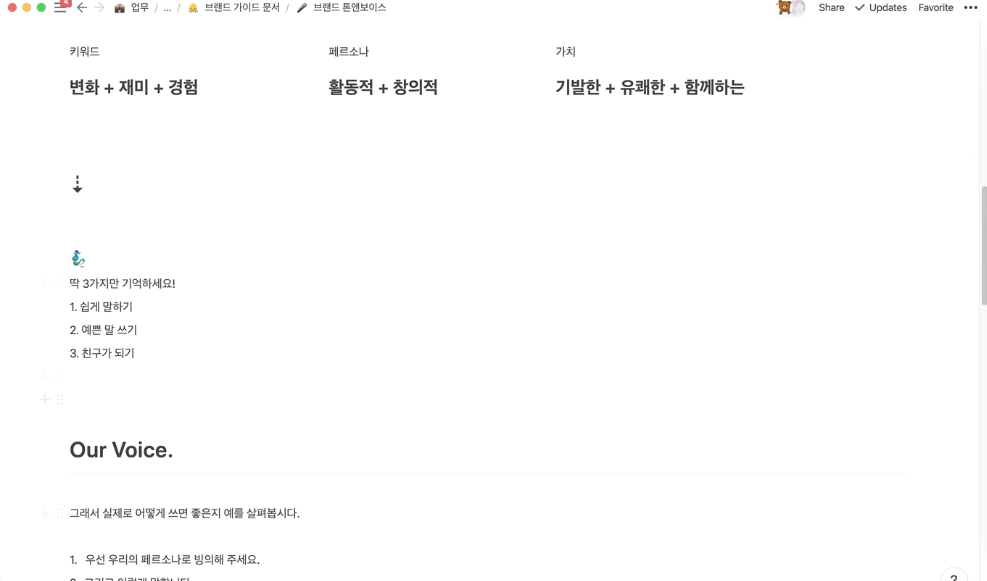 4
업무 / ... / 브랜드 가이드 문서 / 브랜드 톤앤보이스
Share Updates Favorite •••
키워드 페르소나 가치
변화 + 재미 + 경험 활동적 + 창의적 기발한 + 유쾌한 + 함께하는
딱 3가지만 기억하세요!
1. 쉽게 말하기
2. 예쁜 말 쓰기
3. 친구가 되기
Our Voice.
그래서 실제로 어떻게 쓰면 좋은지 예를 살펴봅시다.
1. 우선 우리의 페르소나로 빙의해 주세요.
?